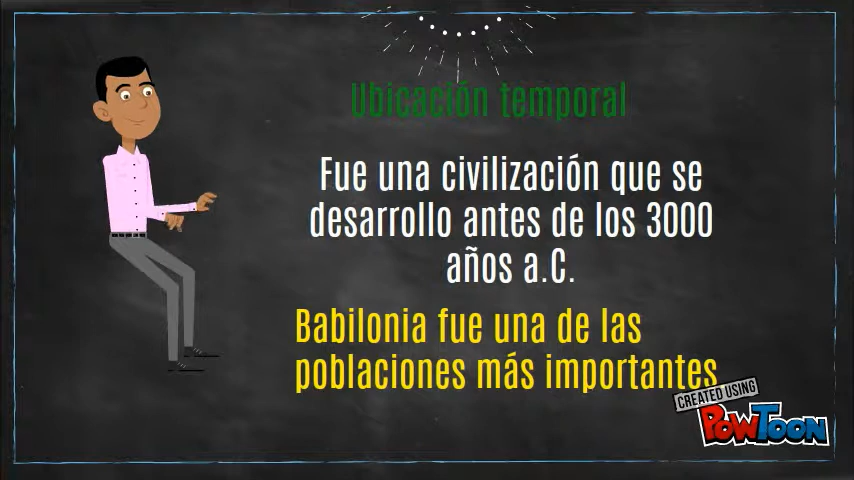 Ubicación temporal
Fue una civilización que se
desarrollo antes de los 3000
años a.C.
Babilonia fue una de las
poblaciones más importantes
CREATED USING
POWTOON